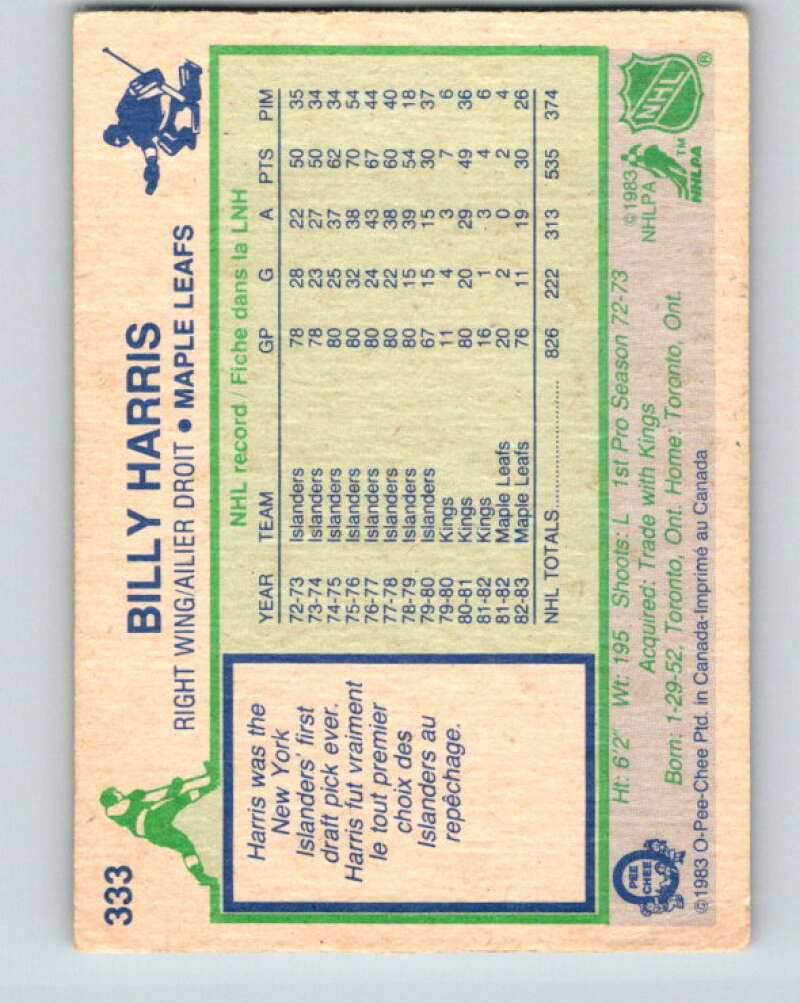 333
BILLY HARRIS
RIGHT WING/AILIER DROIT • MAPLE LEAFS
Harris was the
New York
Islanders' first
draft pick ever.
Harris fut vraiment
le tout premier
choix des
Islanders au
repêchage.
NHL record / Fiche dans la LNH
YEAR TEAM GP G A PTS PIM
72-73 Islanders 78 28 22 50 35
73-74 Islanders 78 23 27 50 34
74-75 Islanders 80 25 37 62 34
75-76 Islanders 80 32 38 70 54
76-77 Islanders 80 24 43 67 44
77-78 Islanders 80 22 38 60 40
78-79 Islanders 80 15 39 54 18
79-80 Islanders 67 15 15 30 37
79-80 Kings 11 4 3 7 6
80-81 Kings 80 20 29 49 36
81-82 Kings 16 1 3 4 6
81-82 Maple Leafs 20 2 0 2 4
82-83 Maple Leafs 76 11 19 30 26
NHL TOTALS.................... 826 222 313 535 374
Ht: 6'2" Wt: 195 Shoots: L 1st Pro Season 72-73
Acquired: Trade with Kings
Born: 1-29-52, Toronto, Ont. Home: Toronto, Ont.
©1983
NHLPA
NHLPA
TM
NHL
®
O
PEE
CHEE
©1983 O-Pee-Chee Ptd. in Canada-Imprimé au Canada